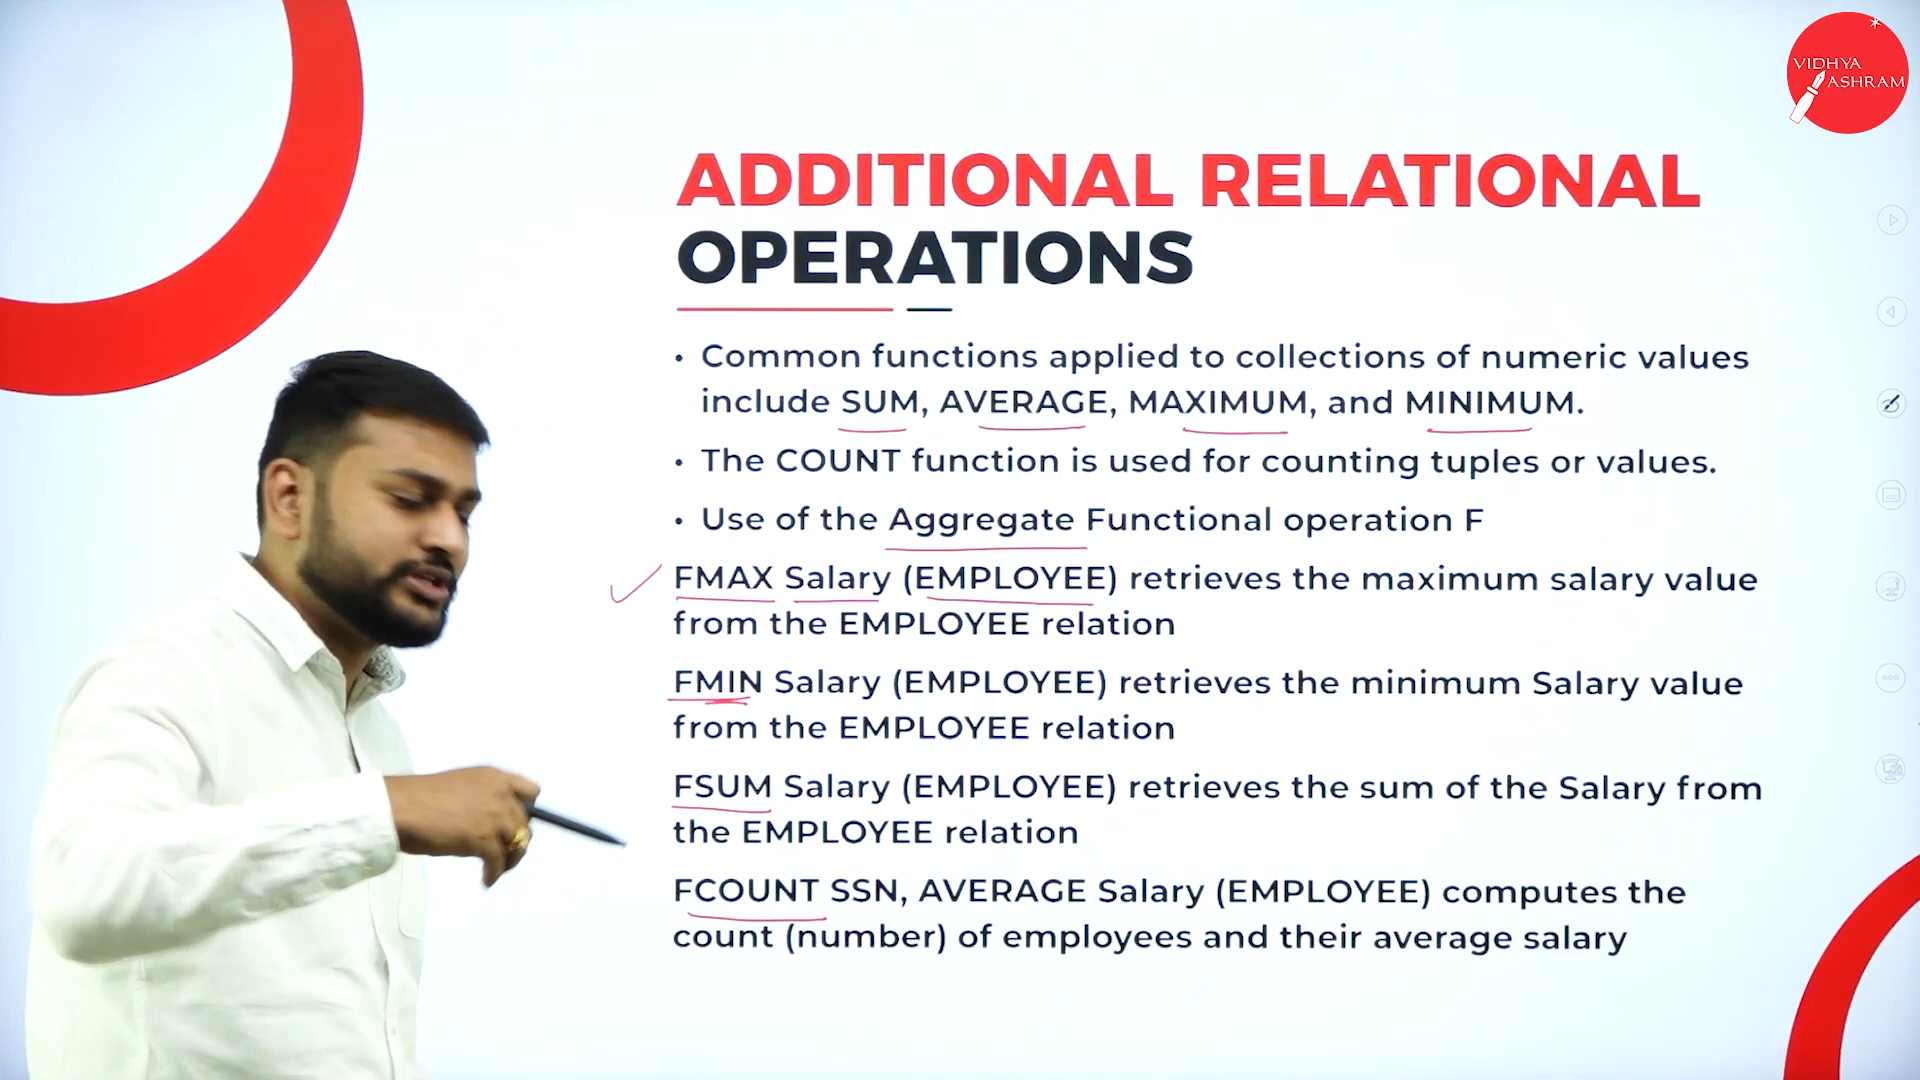 VIDHYA
ASHRAM
ADDITIONAL RELATIONAL
OPERATIONS
• Common functions applied to collections of numeric values
include SUM, AVERAGE, MAXIMUM, and MINIMUM.
• The COUNT function is used for counting tuples or values.
• Use of the Aggregate Functional operation F
FMAX Salary (EMPLOYEE) retrieves the maximum salary value
from the EMPLOYEE relation
FMIN Salary (EMPLOYEE) retrieves the minimum Salary value
from the EMPLOYEE relation
FSUM Salary (EMPLOYEE) retrieves the sum of the Salary from
the EMPLOYEE relation
FCOUNT SSN, AVERAGE Salary (EMPLOYEE) computes the
count (number) of employees and their average salary